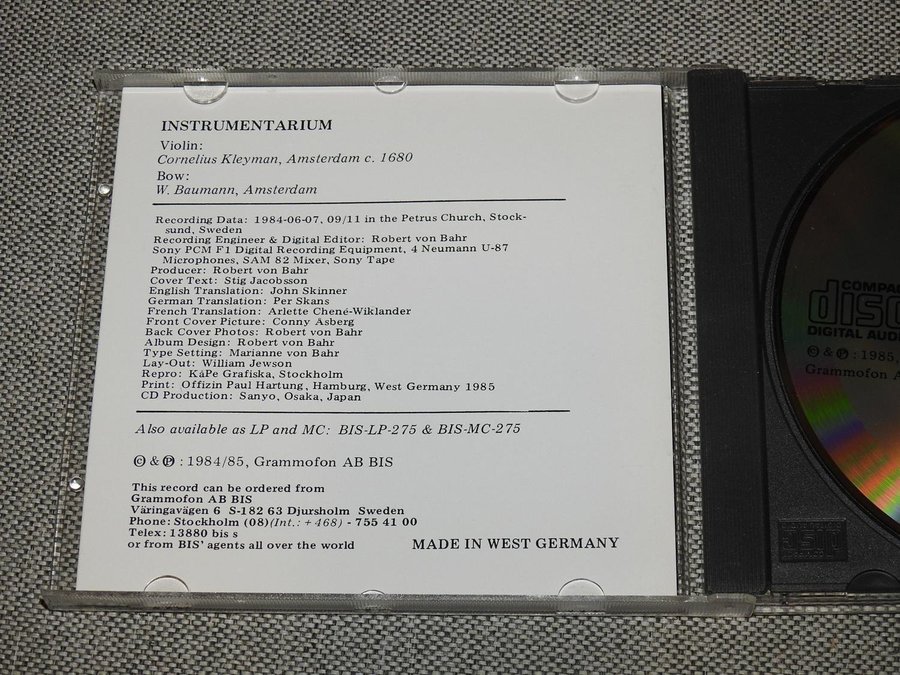 INSTRUMENTARIUM
Violin:
Cornelius Kleyman, Amsterdam c. 1680
Bow:
W. Baumann, Amsterdam
Recording Data: 1984-06-07, 09/11 in the Petrus Church, Stock-
sund, Sweden
Recording Engineer & Digital Editor: Robert von Bahr
Sony PCM F1 Digital Recording Equipment, 4 Neumann U-87
Microphones, SAM 82 Mixer, Sony Tape
Producer: Robert von Bahr
Cover Text: Stig Jacobsson
English Translation: John Skinner
German Translation: Per Skans
French Translation: Arlette Chené-Wiklander
Front Cover Picture: Conny Asberg
Back Cover Photos: Robert von Bahr
Album Design: Robert von Bahr
Type Setting: Marianne von Bahr
Lay-Out: William Jewson
Repro: KåPe Grafiska, Stockholm
Print: Offizin Paul Hartung, Hamburg, West Germany 1985
CD Production: Sanyo, Osaka, Japan
Also available as LP and MC: BIS-LP-275 & BIS-MC-275
© & ℗ : 1984/85, Grammofon AB BIS
This record can be ordered from
Grammofon AB BIS
Väringavägen 6 S-182 63 Djursholm Sweden
Phone: Stockholm (08)(Int.: + 468) - 755 41 00
Telex: 13880 bis s
or from BIS' agents all over the world
MADE IN WEST GERMANY
COMPA
disc
DIGITAL AUD
© & ℗ : 1985
Grammofon A